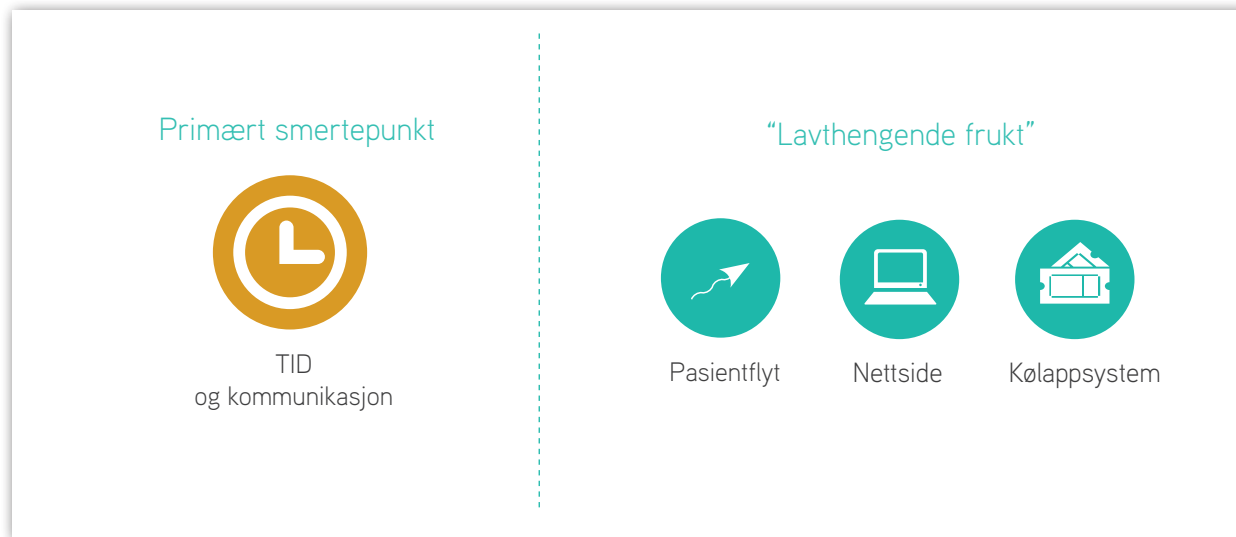 Primært smertepunkt
TID
og kommunikasjon
“Lavthengende frukt”
Pasientflyt
Nettside
Kølappsystem